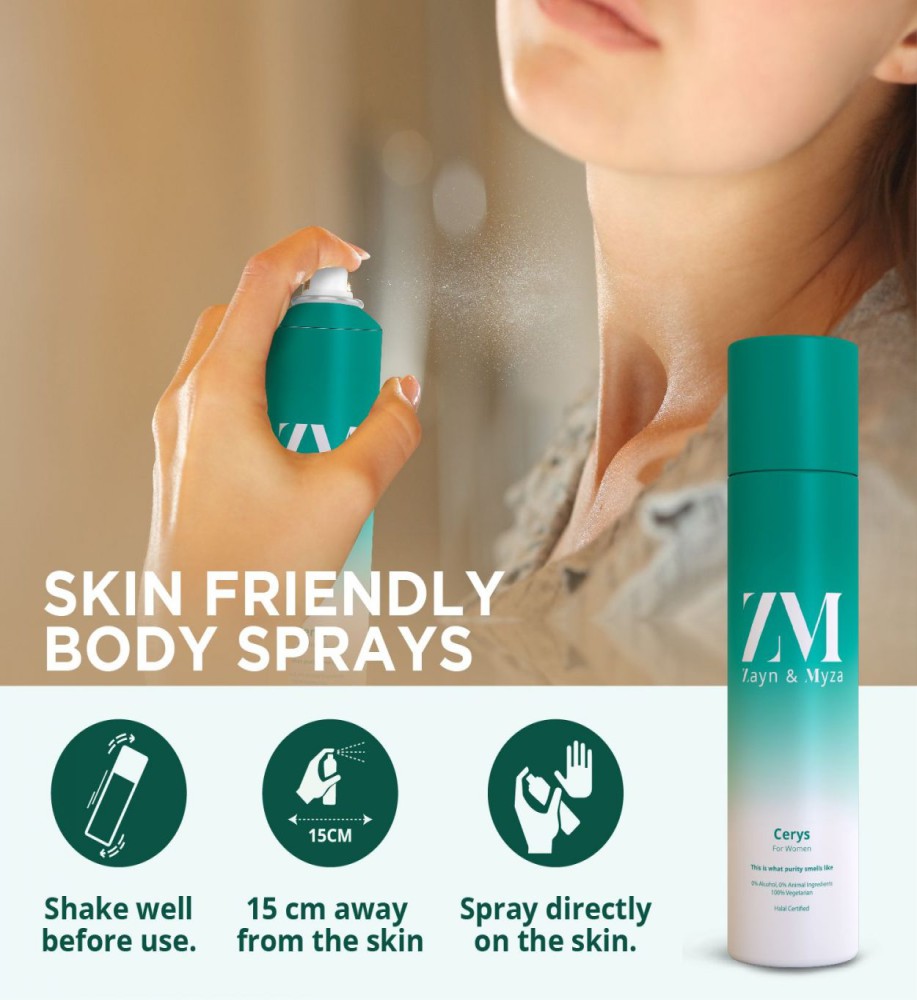 ZM
SKIN FRIENDLY
BODY SPRAYS
ZM
Zayn & Myza
Cerys
For Women
This is what purity smells like
0% Alcohol, 0% Animal Ingredients
100% Vegetarian
Halal Certified
15CM
Shake well
before use.
15 cm away
from the skin
Spray directly
on the skin.